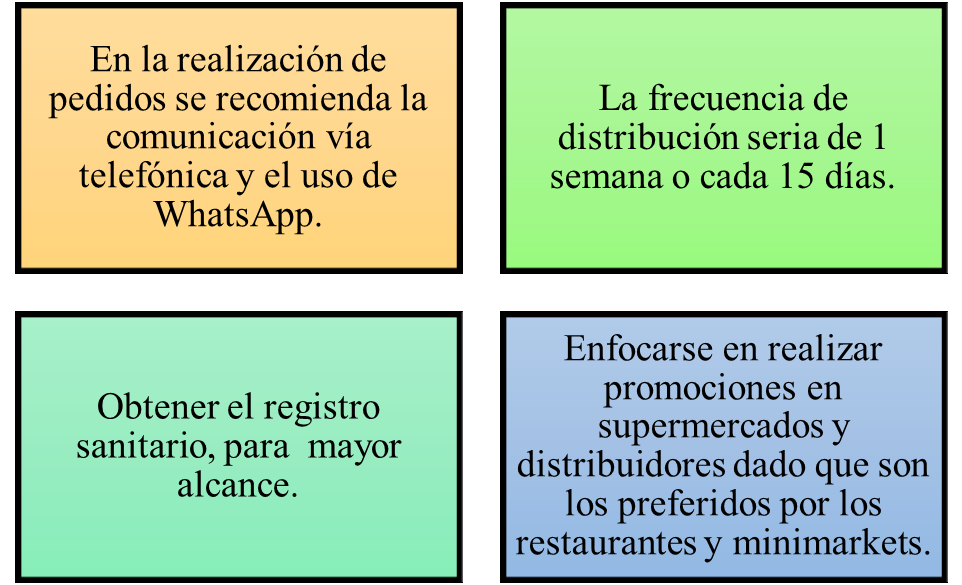 En la realización de
pedidos se recomienda la
comunicación vía
telefónica y el uso de
WhatsApp.
La frecuencia de
distribución seria de 1
semana o cada 15 días.
Obtener el registro
sanitario, para  mayor
alcance.
Enfocarse en realizar
promociones en
supermercados y
distribuidores dado que son
los preferidos por los
restaurantes y minimarkets.